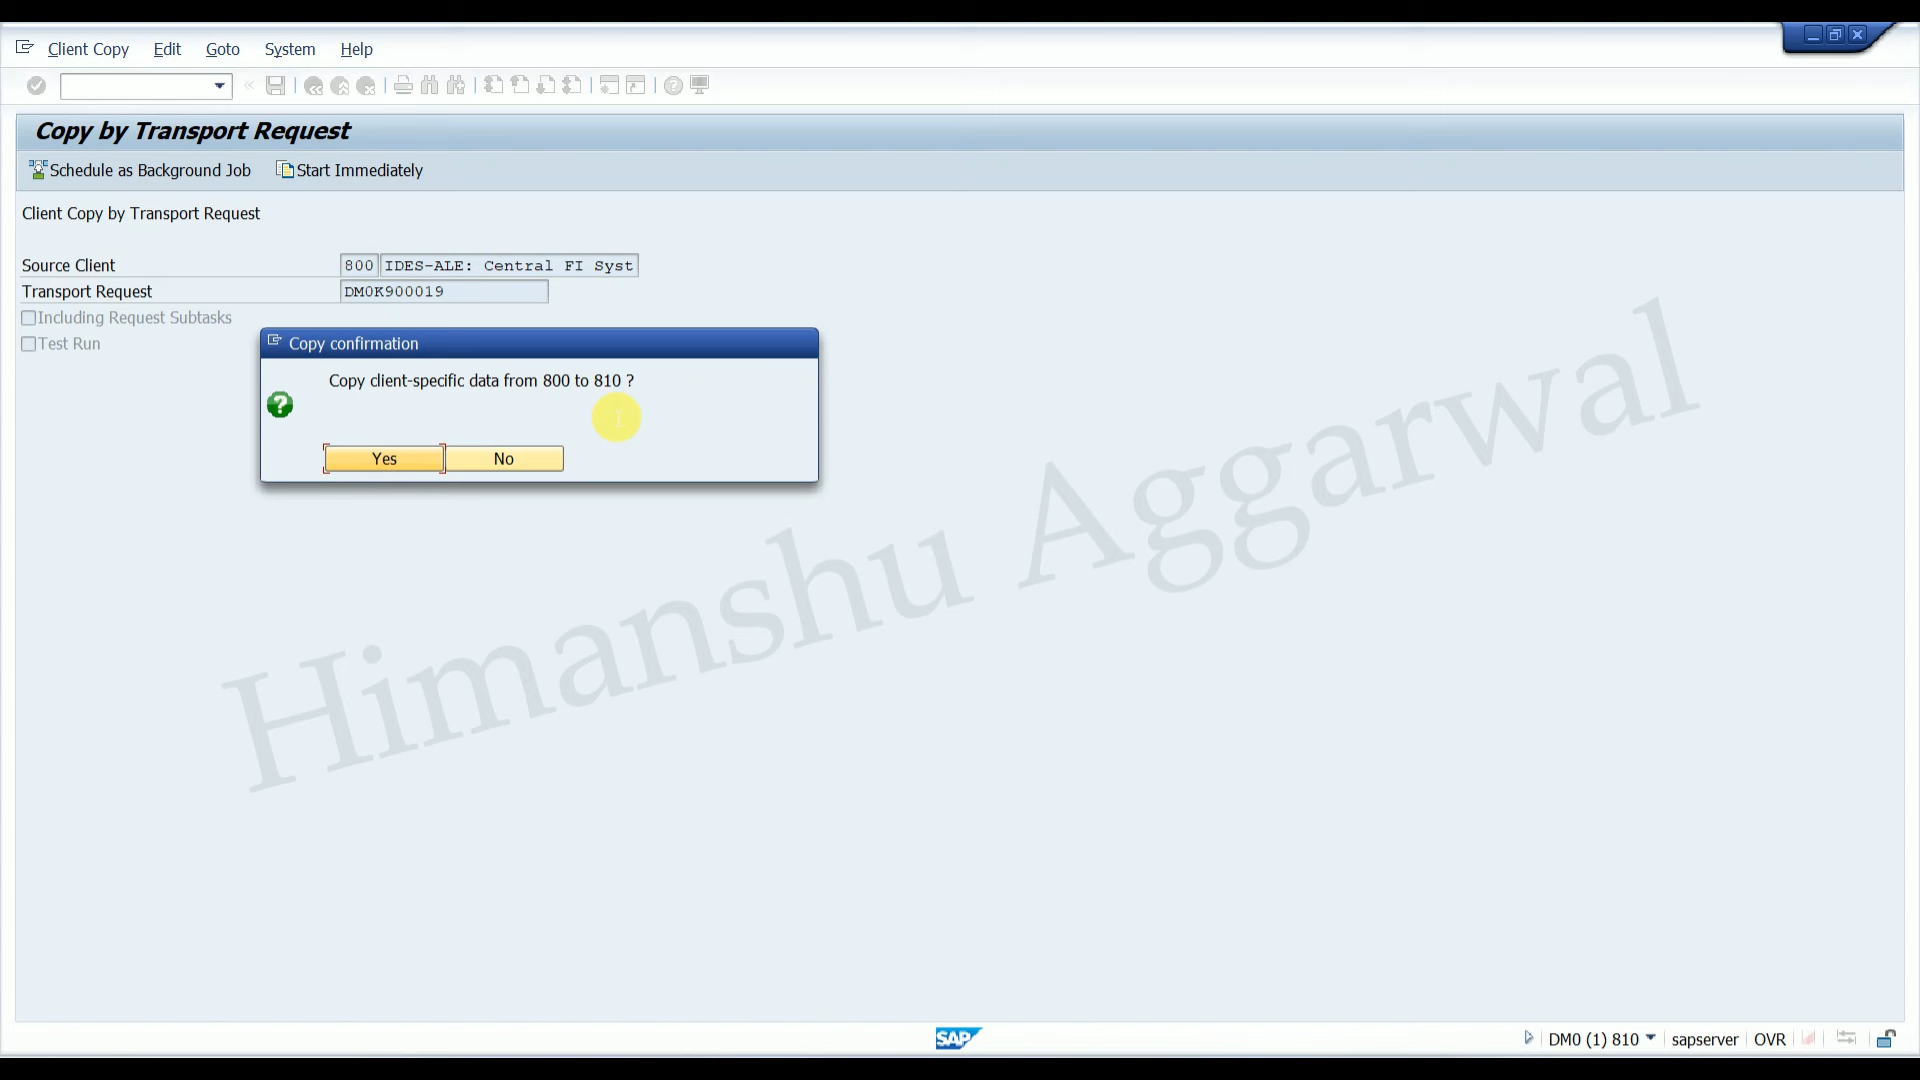 Client Copy Edit Goto System Help
Copy by Transport Request
Schedule as Background Job Start Immediately
Client Copy by Transport Request
Source Client 800 IDES-ALE: Central FI Syst
Transport Request DM0K900019
Including Request Subtasks
Test Run
Copy confirmation
Copy client-specific data from 800 to 810 ?
Yes No
Himanshu Aggarwal
SAP DM0 (1) 810 sapserver OVR